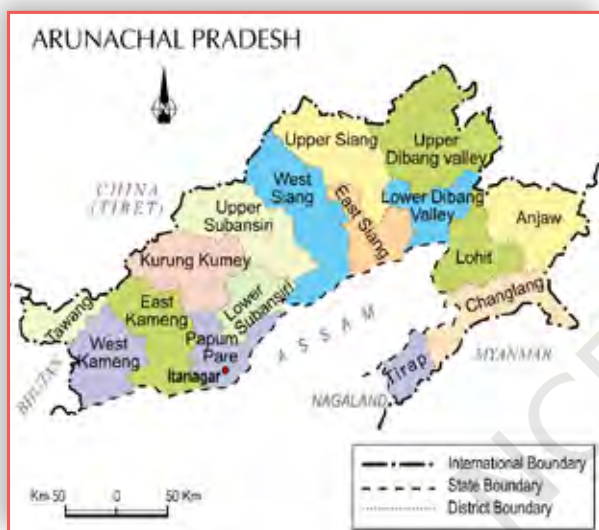 ARUNACHAL PRADESH
N
Upper Siang
Upper
Dibang valley
CHINA
(TIBET)
West
Siang
East Siang
Lower Dibang
Valley
Anjaw
Upper
Subansiri
Lohit
Kurung Kumey
Lower
Subansiri
Changlang
Tawang
East
Kameng
West
Kameng
Papum
Pare
Itanagar
ASSAM
Tirap
MYANMAR
BHUTAN
NAGALAND
International Boundary
State Boundary
District Boundary
Km 50 0 50 Km